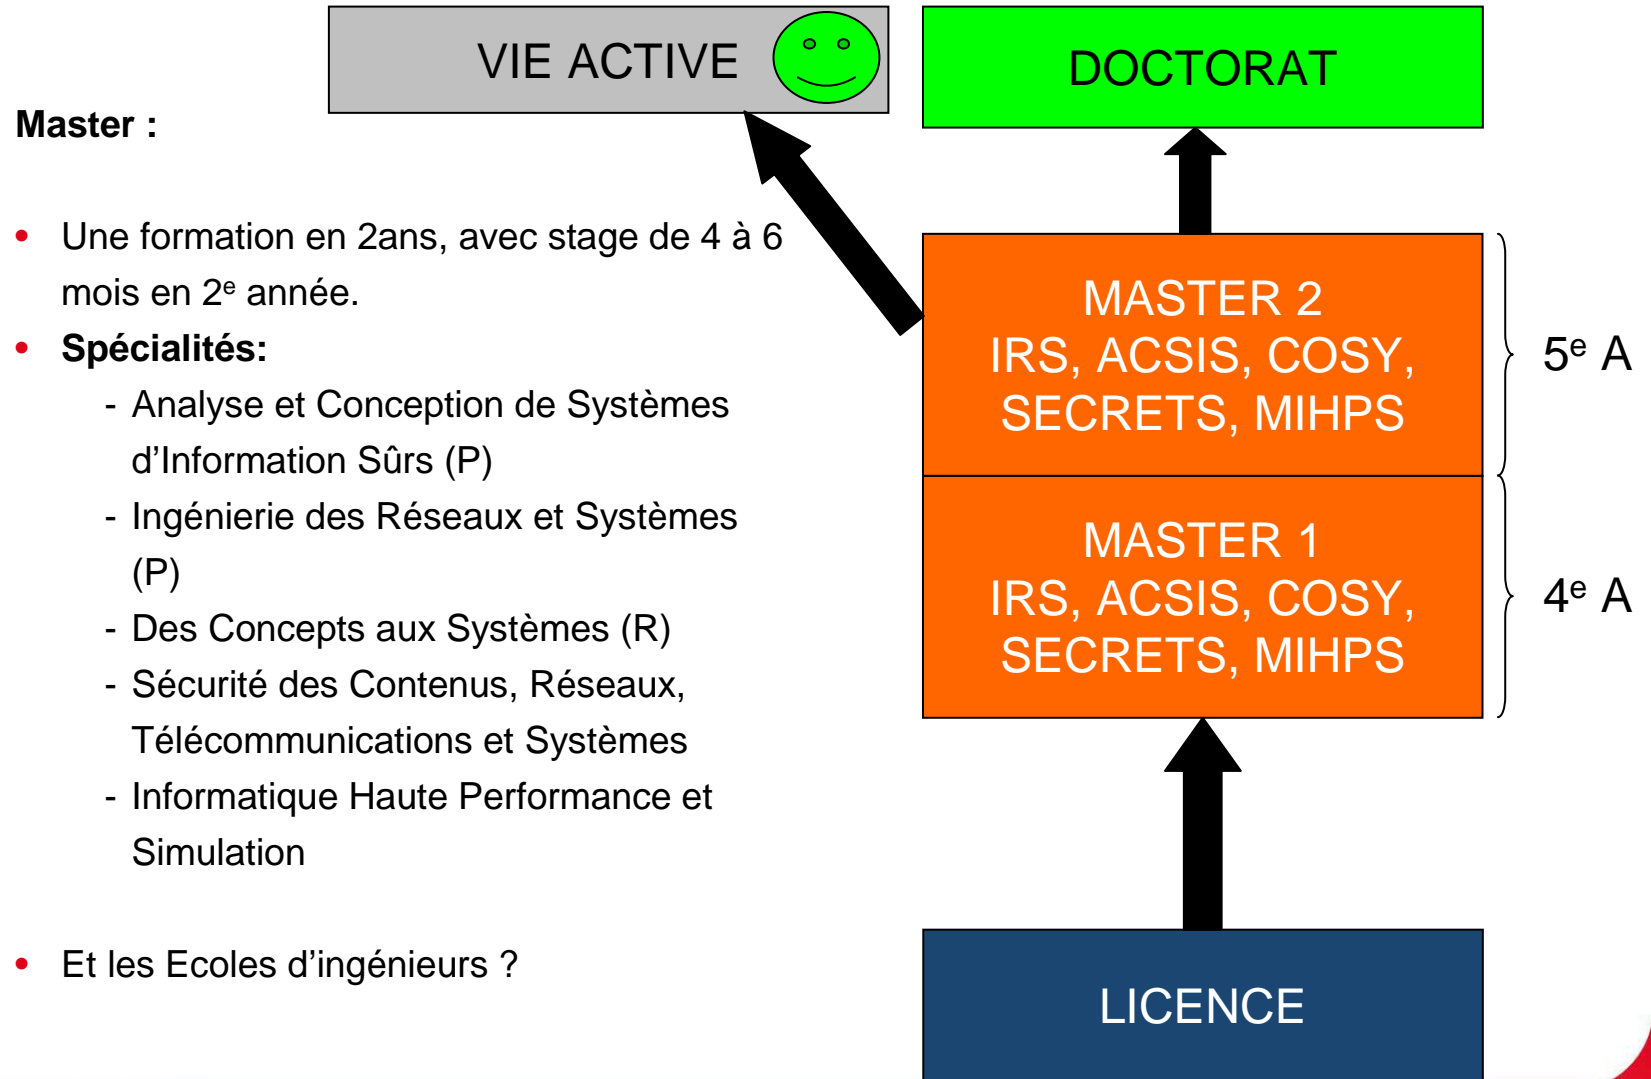 VIE ACTIVE
DOCTORAT
Master :
• Une formation en 2ans, avec stage de 4 à 6
mois en 2e année.
• Spécialités:
- Analyse et Conception de Systèmes
d’Information Sûrs (P)
- Ingénierie des Réseaux et Systèmes
(P)
- Des Concepts aux Systèmes (R)
- Sécurité des Contenus, Réseaux,
Télécommunications et Systèmes
- Informatique Haute Performance et
Simulation
• Et les Ecoles d’ingénieurs ?
MASTER 2
IRS, ACSIS, COSY,
SECRETS, MIHPS
5e A
MASTER 1
IRS, ACSIS, COSY,
SECRETS, MIHPS
4e A
LICENCE